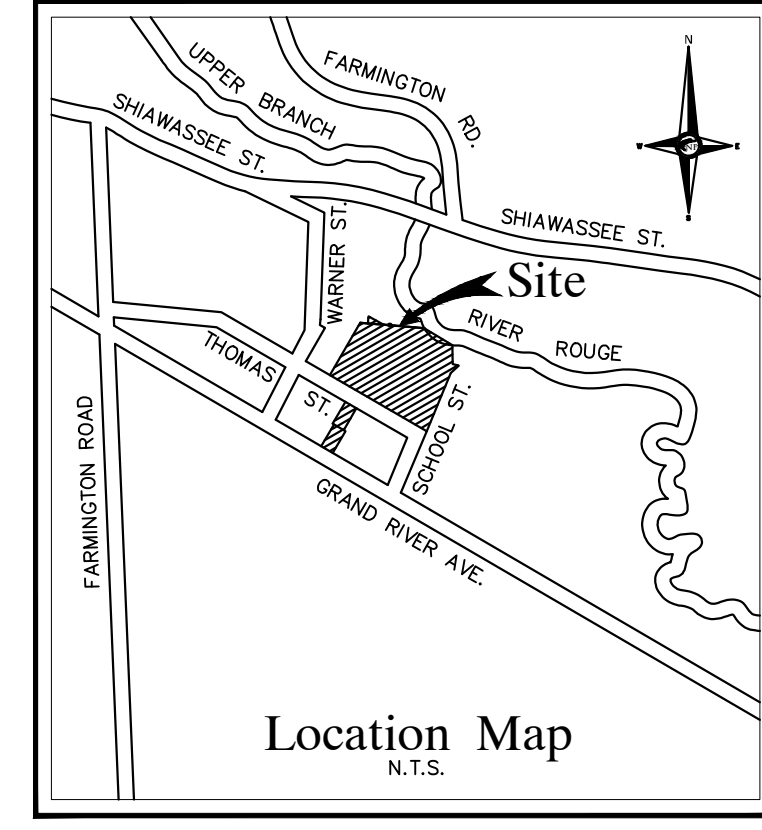 N
W
E
S
NF
UPPER BRANCH
FARMINGTON RD.
SHIAWASSEE ST.
SHIAWASSEE ST.
WARNER ST.
Site
RIVER ROUGE
THOMAS ST.
SCHOOL ST.
FARMINGTON ROAD
GRAND RIVER AVE.
Location Map
N.T.S.